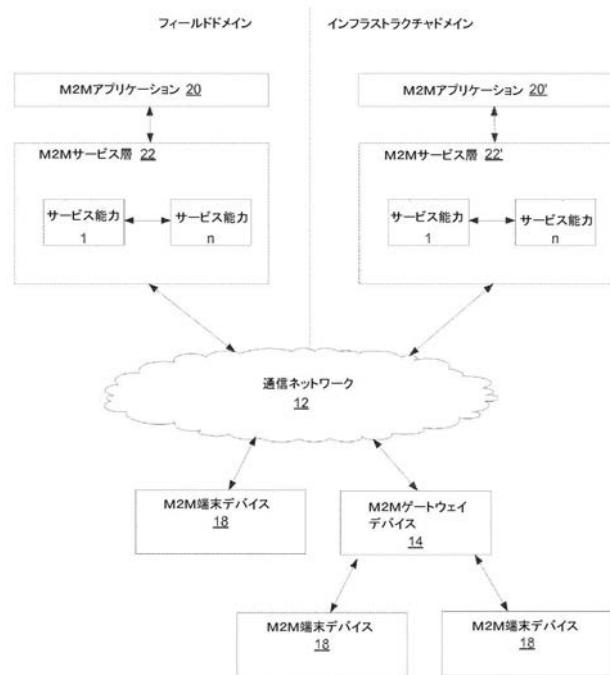 フィールドドメイン
インフラストラクチャドメイン
M2Mアプリケーション 20
M2Mアプリケーション 20'
M2Mサービス層 22
M2Mサービス層 22'
サービス能力
1
サービス能力
n
サービス能力
1
サービス能力
n
通信ネットワーク
12
M2M端末デバイス
18
M2Mゲートウェイ
デバイス
14
M2M端末デバイス
18
M2M端末デバイス
18